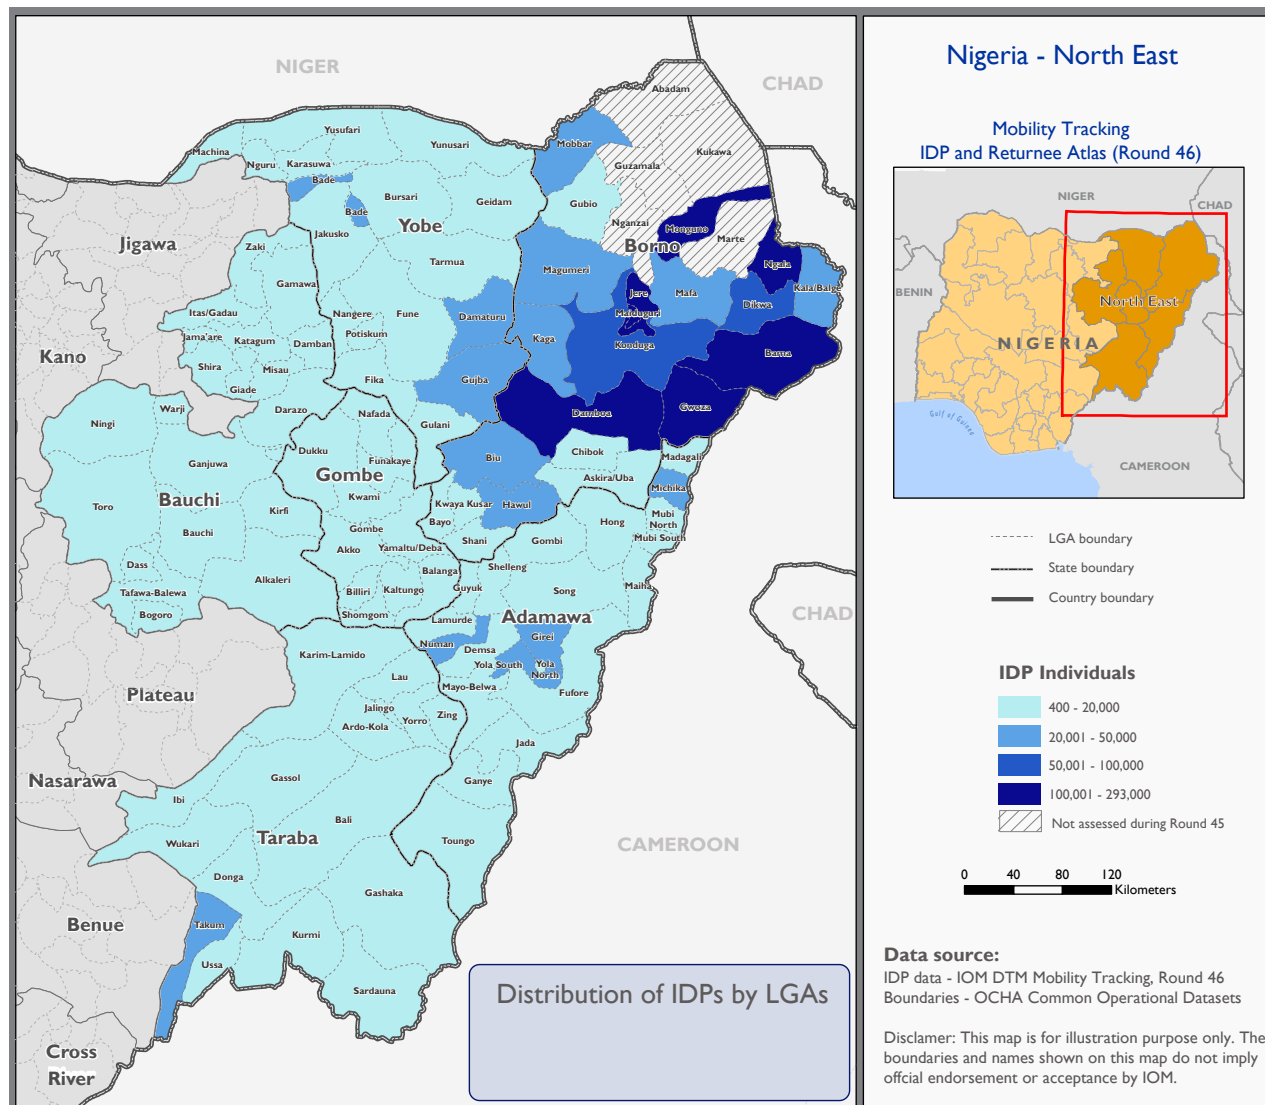 NIGER
CHAD
Abadam
Yusufari
Mobbar
Yunusari
Machina
Kukawa
Nguru
Karasuwa
Guzamala
Bade
Bursari
Geidam
Gubio
Bade
Yobe
Nganzai
Monguno
Jakusko
Marte
Borno
Jigawa
Zaki
Tarmua
Magumeri
Ngala
Gamawa
Jere
Mafa
Kala/Balge
Dikwa
Itas/Gadau
Nangere
Fune
Damaturu
Maiduguri
Jama'are
Katagum
Damban
Potiskum
Kaga
Konduga
Bama
Kano
Shira
Misau
Giade
Fika
Gujba
Warji
Darazo
Nafada
Damboa
Gwoza
Ningi
Gulani
Dukku
Chibok
Madagali
Ganjuwa
Funakaye
Biu
Gombe
Askira/Uba
Michika
Bauchi
Kwami
Toro
Kirfi
Kwaya Kusar
Hawul
Mubi
North
Bayo
Hong
Bauchi
Gombe
Shani
Gombi
Mubi South
Akko
Yamaltu/Deba
Dass
Balanga
Shelleng
Alkaleri
Tafawa-Balewa
Billiri
Kaltungo
Guyuk
Song
Maiha
Bogoro
Shomgom
Lamurde
Adamawa
Numan
Girei
Karim-Lamido
Demsa
Yola South
Yola
North
Lau
Mayo-Belwa
Fufore
Plateau
Jalingo
Zing
Ardo-Kola
Yorro
Jada
Nasarawa
Gassol
Ganye
Ibi
Bali
Taraba
Wukari
Toungo
CAMEROON
CHAD
Donga
Gashaka
Benue
Takum
Kurmi
Ussa
Sardauna
Cross
River
Distribution of IDPs by LGAs
Nigeria - North East
Mobility Tracking
IDP and Returnee Atlas (Round 46)
NIGER
CHAD
BENIN
North East
NIGERIA
Gulf of Guinea
CAMEROON
LGA boundary
State boundary
Country boundary
IDP Individuals
400 - 20,000
20,001 - 50,000
50,001 - 100,000
100,001 - 293,000
Not assessed during Round 45
0 40 80 120
Kilometers
Data source:
IDP data - IOM DTM Mobility Tracking, Round 46
Boundaries - OCHA Common Operational Datasets
Disclamer: This map is for illustration purpose only. The
boundaries and names shown on this map do not imply
offcial endorsement or acceptance by IOM.